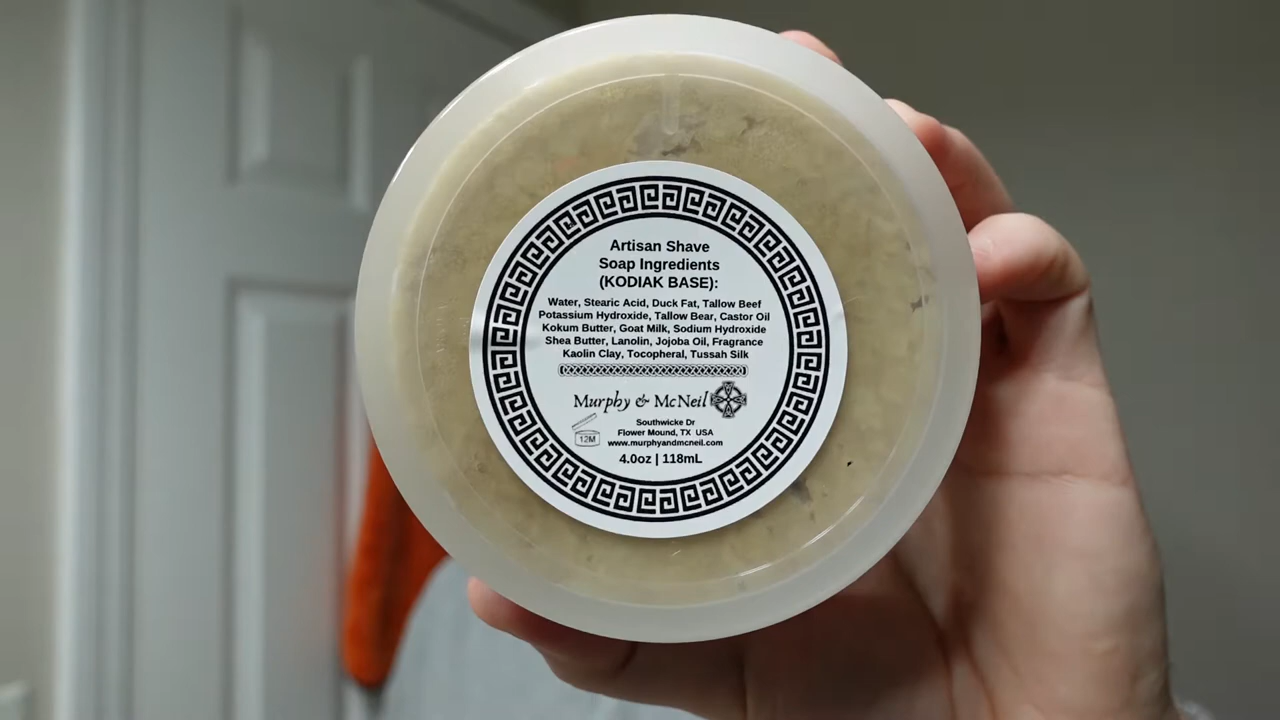 Artisan Shave
Soap Ingredients
(KODIAK BASE):
Water, Stearic Acid, Duck Fat, Tallow Beef
Potassium Hydroxide, Tallow Bear, Castor Oil
Kokum Butter, Goat Milk, Sodium Hydroxide
Shea Butter, Lanolin, Jojoba Oil, Fragrance
Kaolin Clay, Tocopheral, Tussah Silk
Murphy & McNeil
Southwicke Dr
Flower Mound, TX USA
12M
www.murphyandmcneil.com
4.0oz | 118mL